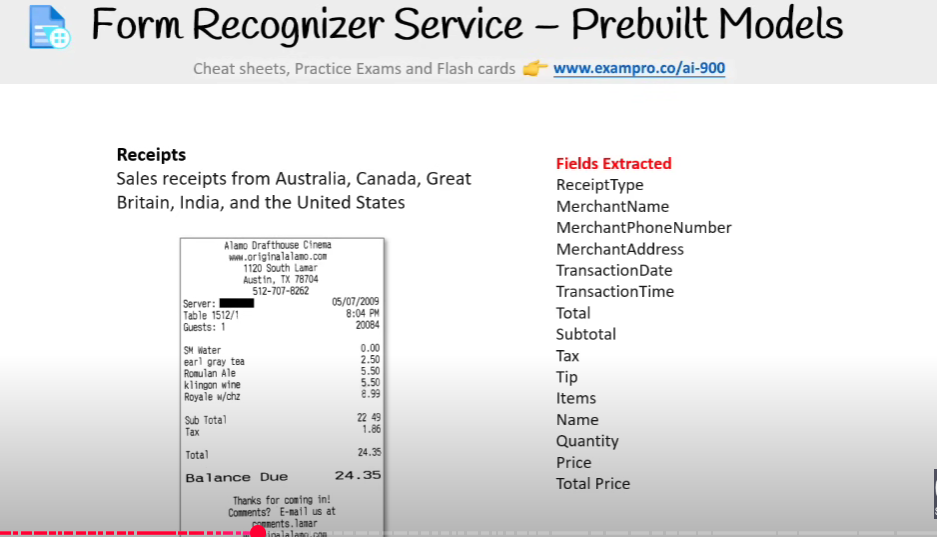 Form Recognizer Service – Prebuilt Models
Cheat sheets, Practice Exams and Flash cards 👉 www.exampro.co/ai-900
Receipts
Sales receipts from Australia, Canada, Great
Britain, India, and the United States
Alamo Drafthouse Cinema
www.originalalamo.com
1120 South Lamar
Austin, TX 78704
512-707-8262
Server: 05/07/2009
Table 1512/1 8:04 PM
Guests: 1 20084
SM Water 0.00
earl gray tea 2.50
Romulan Ale 5.50
klingon wine 5.50
Royale w/chz 8.99
Sub Total 22 49
Tax 1.86
Total 24.35
Balance Due 24.35
Thanks for coming in!
Comments? E-mail us at
comments.lamar
Fields Extracted
ReceiptType
MerchantName
MerchantPhoneNumber
MerchantAddress
TransactionDate
TransactionTime
Total
Subtotal
Tax
Tip
Items
Name
Quantity
Price
Total Price